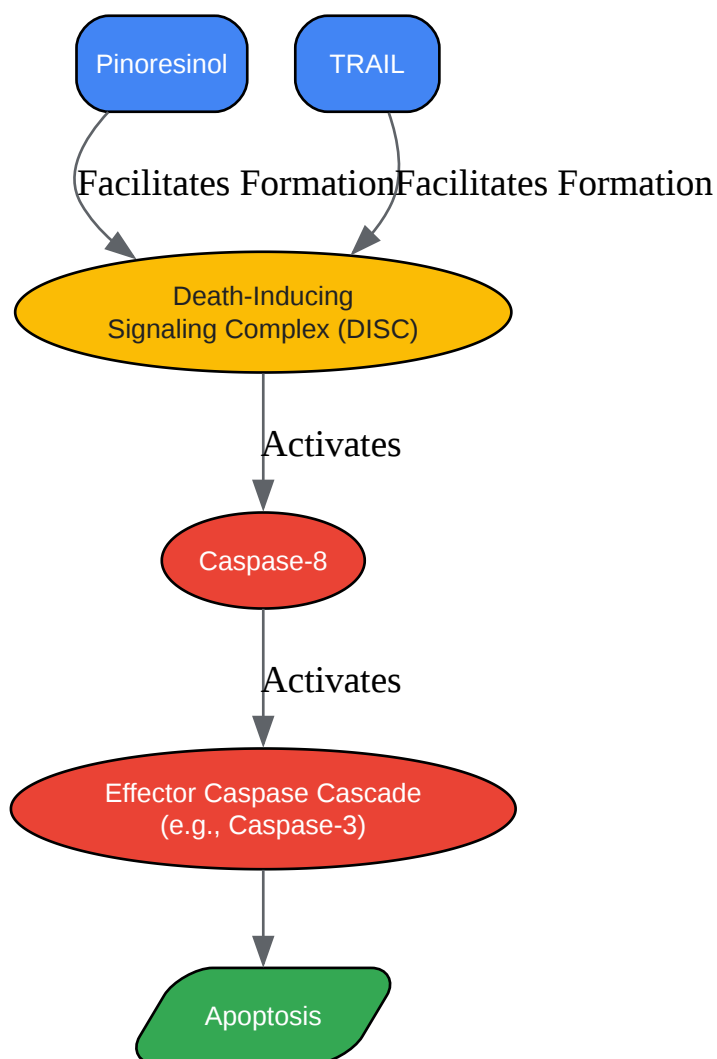 Pinoresinol
TRAIL
Facilitates Formation
Facilitates Formation
Death-Inducing
Signaling Complex (DISC)
Activates
Caspase-8
Activates
Effector Caspase Cascade
(e.g., Caspase-3)
Apoptosis